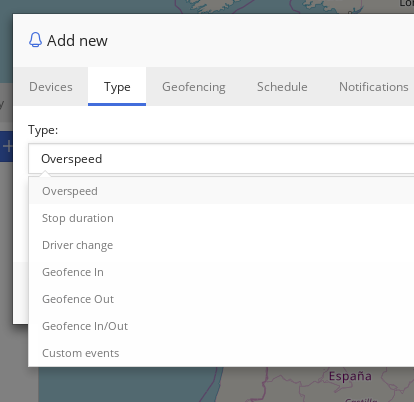 Add new
Devices Type Geofencing Schedule Notifications
Type:
Overspeed
Overspeed
Stop duration
Driver change
Geofence In
Geofence Out
Geofence In/Out
Custom events
España